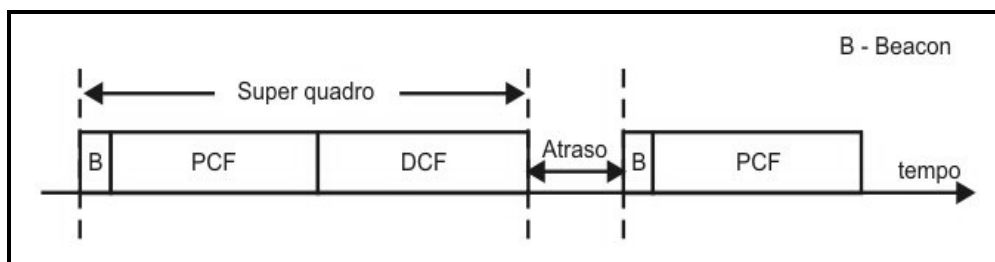 B - Beacon
Super quadro
B PCF DCF Atraso B PCF tempo